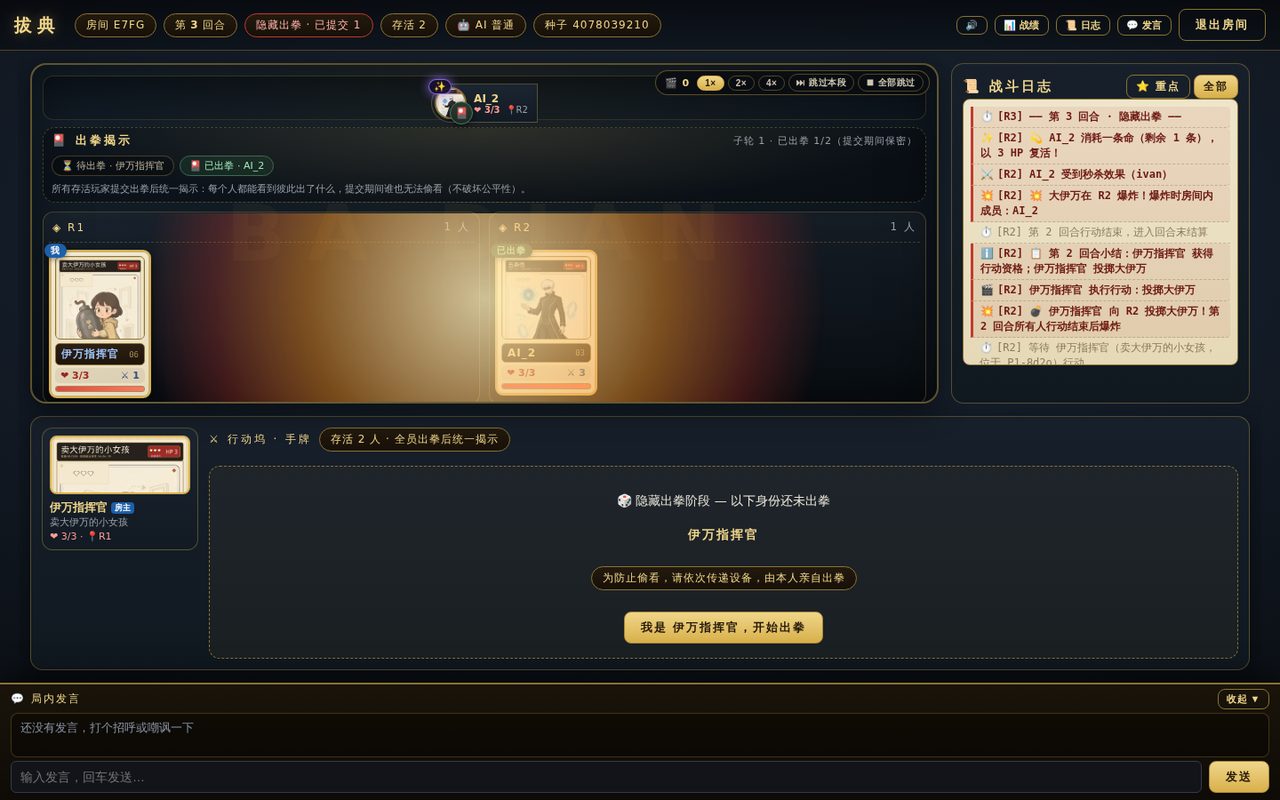 拔典
房间 E7FG
第 3 回合
隐藏出拳 · 已提交 1
存活 2
AI 普通
种子 4078039210
战绩
日志
发言
退出房间
AI_2
3/3 R2
0
1×
2×
4×
跳过本段
全部跳过
出拳揭示
子轮 1 · 已出拳 1/2（提交期间保密）
待出拳 · 伊万指挥官
已出拳 · AI_2
所有存活玩家提交出拳后统一揭示：每个人都能看到彼此出了什么，提交期间谁也无法偷看（不破坏公平性）。
◈ R1
1 人
◈ R2
1 人
我
卖大伊万的小女孩
伊万指挥官
06
3/3
1
已出拳
AI_2
03
3/3
3
战斗日志
重点
全部
[R3] —— 第 3 回合 · 隐藏出拳 ——
[R2] AI_2 消耗一条命（剩余 1 条），
以 3 HP 复活！
[R2] AI_2 受到秒杀效果（ivan）
[R2] 大伊万在 R2 爆炸！爆炸时房间内
成员：AI_2
[R2] 第 2 回合行动结束，进入回合末结算
[R2] 第 2 回合小结：伊万指挥官 获得
行动资格；伊万指挥官 投掷大伊万
[R2] 伊万指挥官 执行行动：投掷大伊万
[R2] 伊万指挥官 向 R2 投掷大伊万！第
2 回合所有人行动结束后爆炸
[R2] 等待 伊万指挥官（卖大伊万的小女孩，
位于 P1-8d2o）行动
卖大伊万的小女孩
HP 3
伊万指挥官 房主
卖大伊万的小女孩
3/3 · R1
行动坞 · 手牌
存活 2 人 · 全员出拳后统一揭示
隐藏出拳阶段 — 以下身份还未出拳
伊万指挥官
为防止偷看，请依次传递设备，由本人亲自出拳
我是 伊万指挥官，开始出拳
局内发言
收起 ▼
还没有发言，打个招呼或嘲讽一下
输入发言，回车发送…
发送